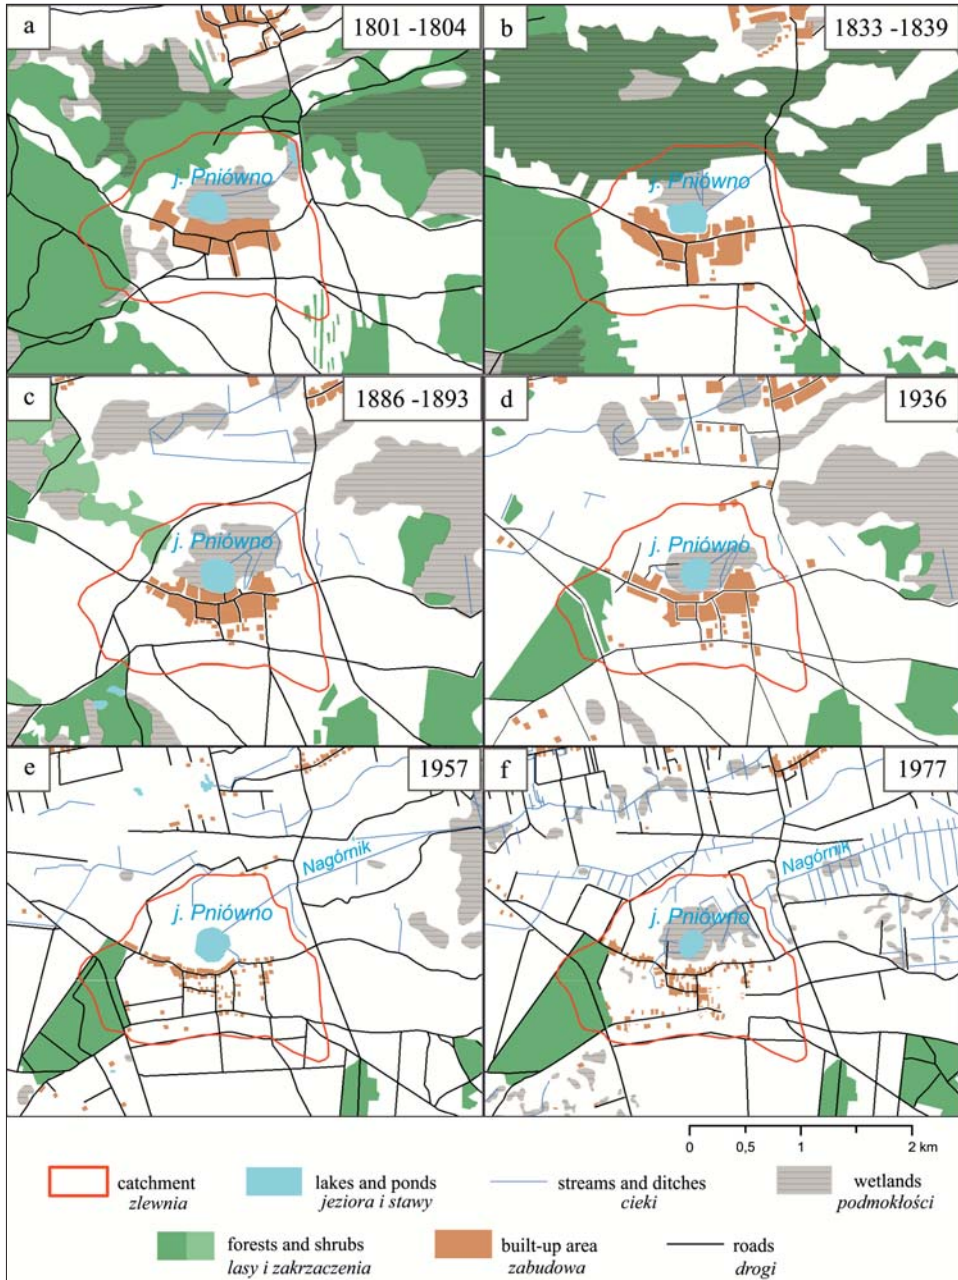 a
1801 -1804
j. Pniówno
b
1833 -1839
j. Pniówno
c
1886 -1893
j. Pniówno
d
1936
j. Pniówno
e
1957
Nagórnik
j. Pniówno
f
1977
Nagórnik
j. Pniówno
0 0,5 1 2 km
catchment
zlewnia
lakes and ponds
jeziora i stawy
streams and ditches
cieki
wetlands
podmokłości
forests and shrubs
lasy i zakrzaczenia
built-up area
zabudowa
roads
drogi